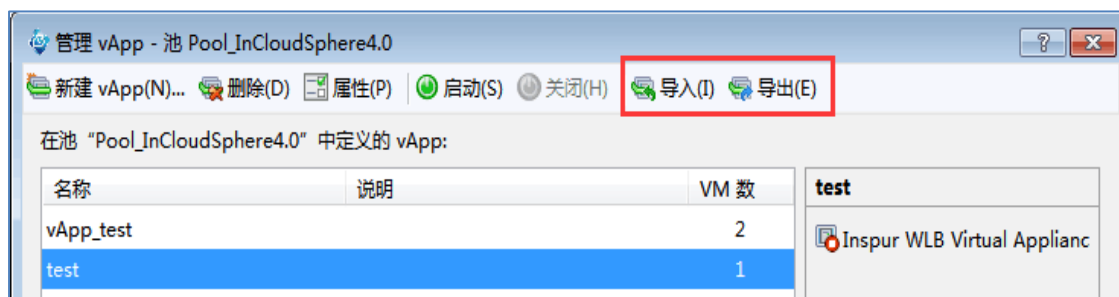 管理 vApp - 池 Pool_InCloudSphere4.0
新建 vApp(N)... 删除(D) 属性(P) 启动(S) 关闭(H) 导入(I) 导出(E)
在池“Pool_InCloudSphere4.0”中定义的 vApp:
名称 说明 VM 数 test
vApp_test 2
Inspur WLB Virtual Applianc
test 1